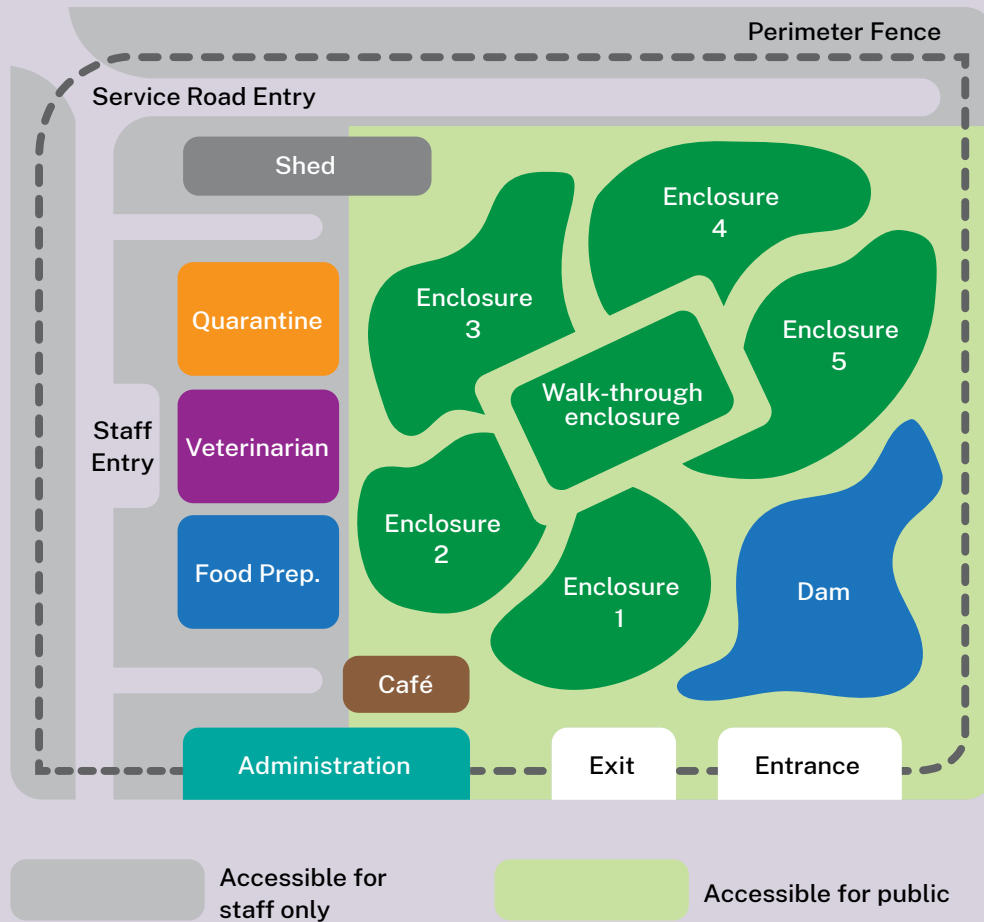 Perimeter Fence
Service Road Entry
Shed
Enclosure
4
Enclosure
3
Quarantine
Enclosure
5
Walk-through
enclosure
Staff
Entry
Veterinarian
Enclosure
2
Food Prep.
Enclosure
1
Dam
Café
Administration
Exit
Entrance
Accessible for
staff only
Accessible for public